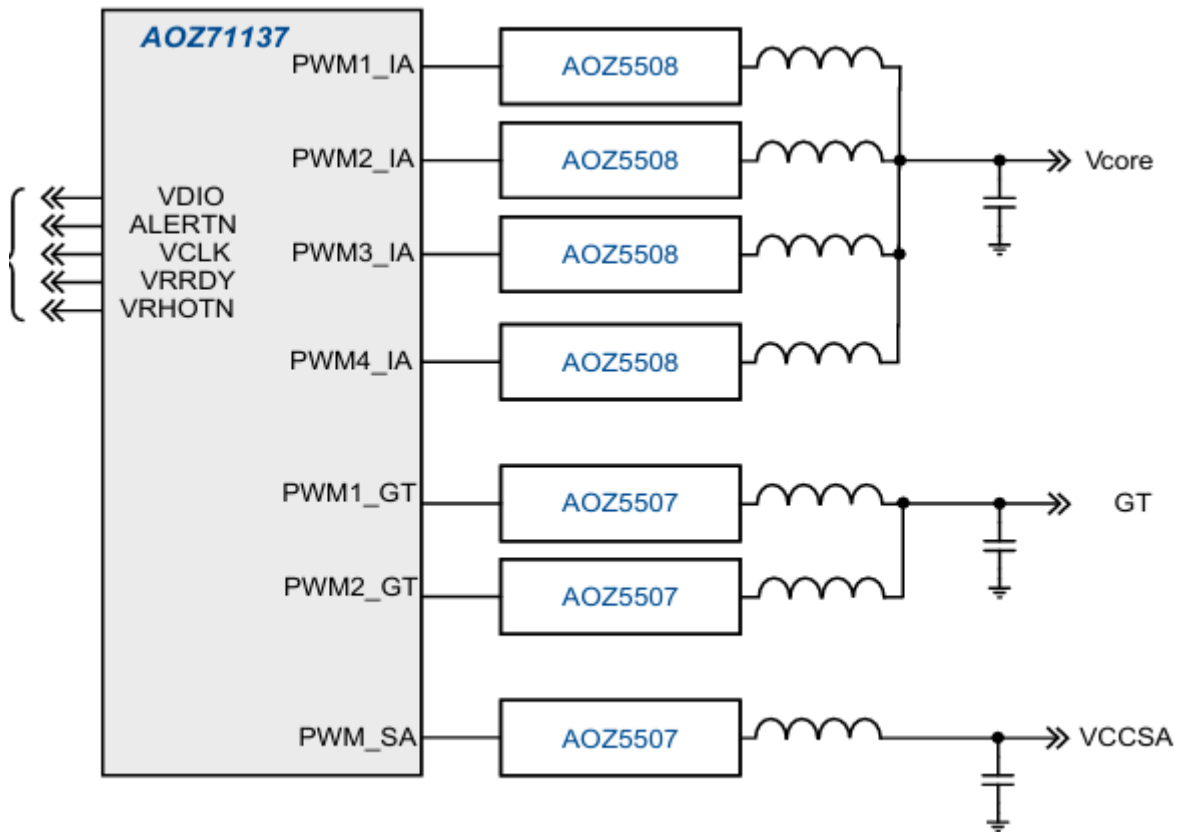 AOZ71137
PWM1_IA
AOZ5508
PWM2_IA
AOZ5508
Vcore
VDIO
ALERTN
VCLK
VRRDY
VRHOTN
PWM3_IA
AOZ5508
PWM4_IA
AOZ5508
PWM1_GT
AOZ5507
GT
PWM2_GT
AOZ5507
PWM_SA
AOZ5507
VCCSA